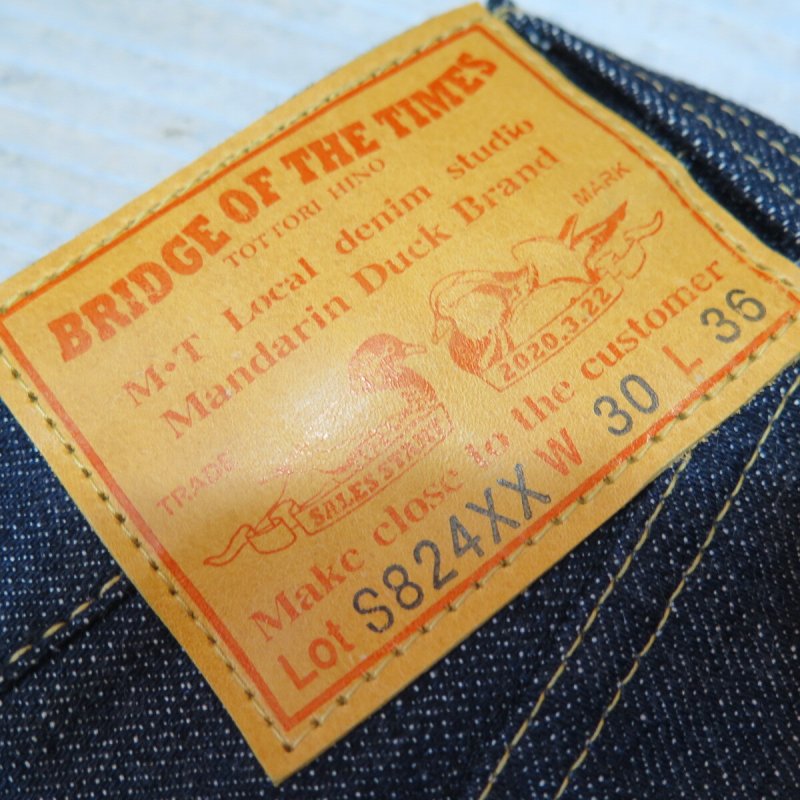 BRIDGE OF THE TIMES
TOTTORI HINO
M·T Local denim studio
Mandarin Duck Brand
TRADE MARK
SALES START 2020.3.22
Make close to the customer
Lot S824XX W 30 L 36